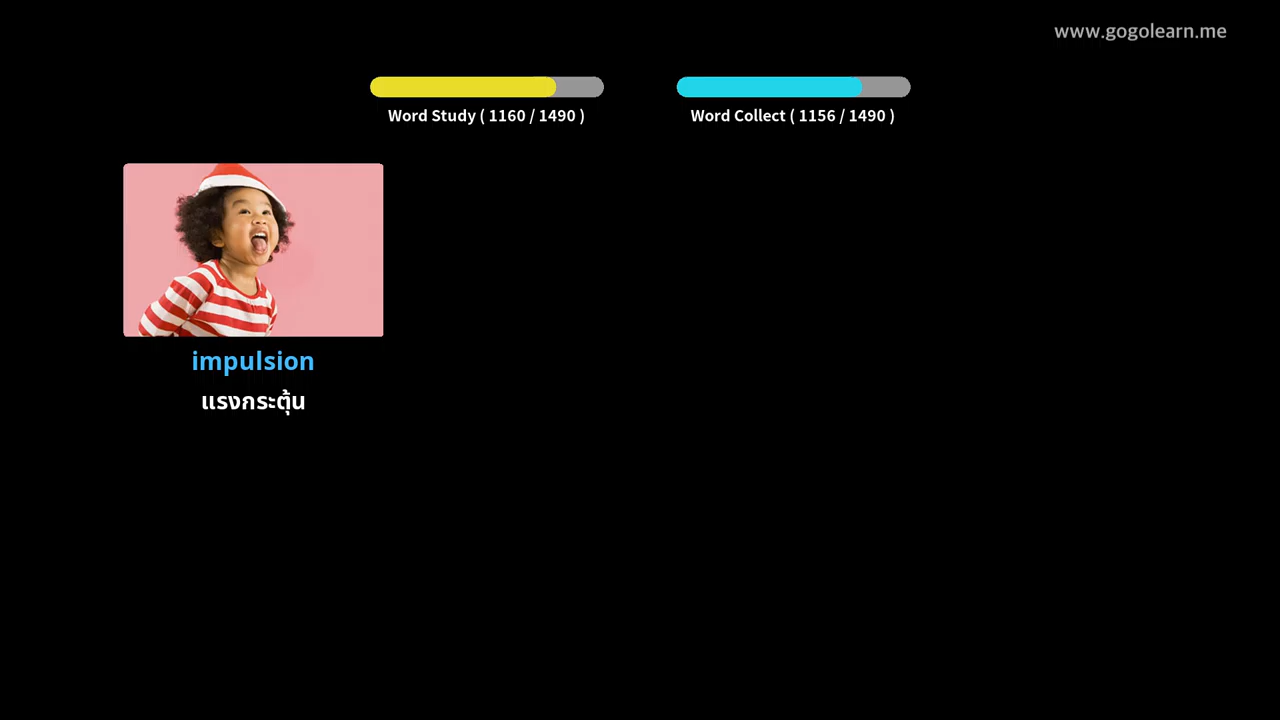 www.gogolearn.me
Word Study ( 1160 / 1490 )
Word Collect ( 1156 / 1490 )
impulsion
แรงกระตุ้น